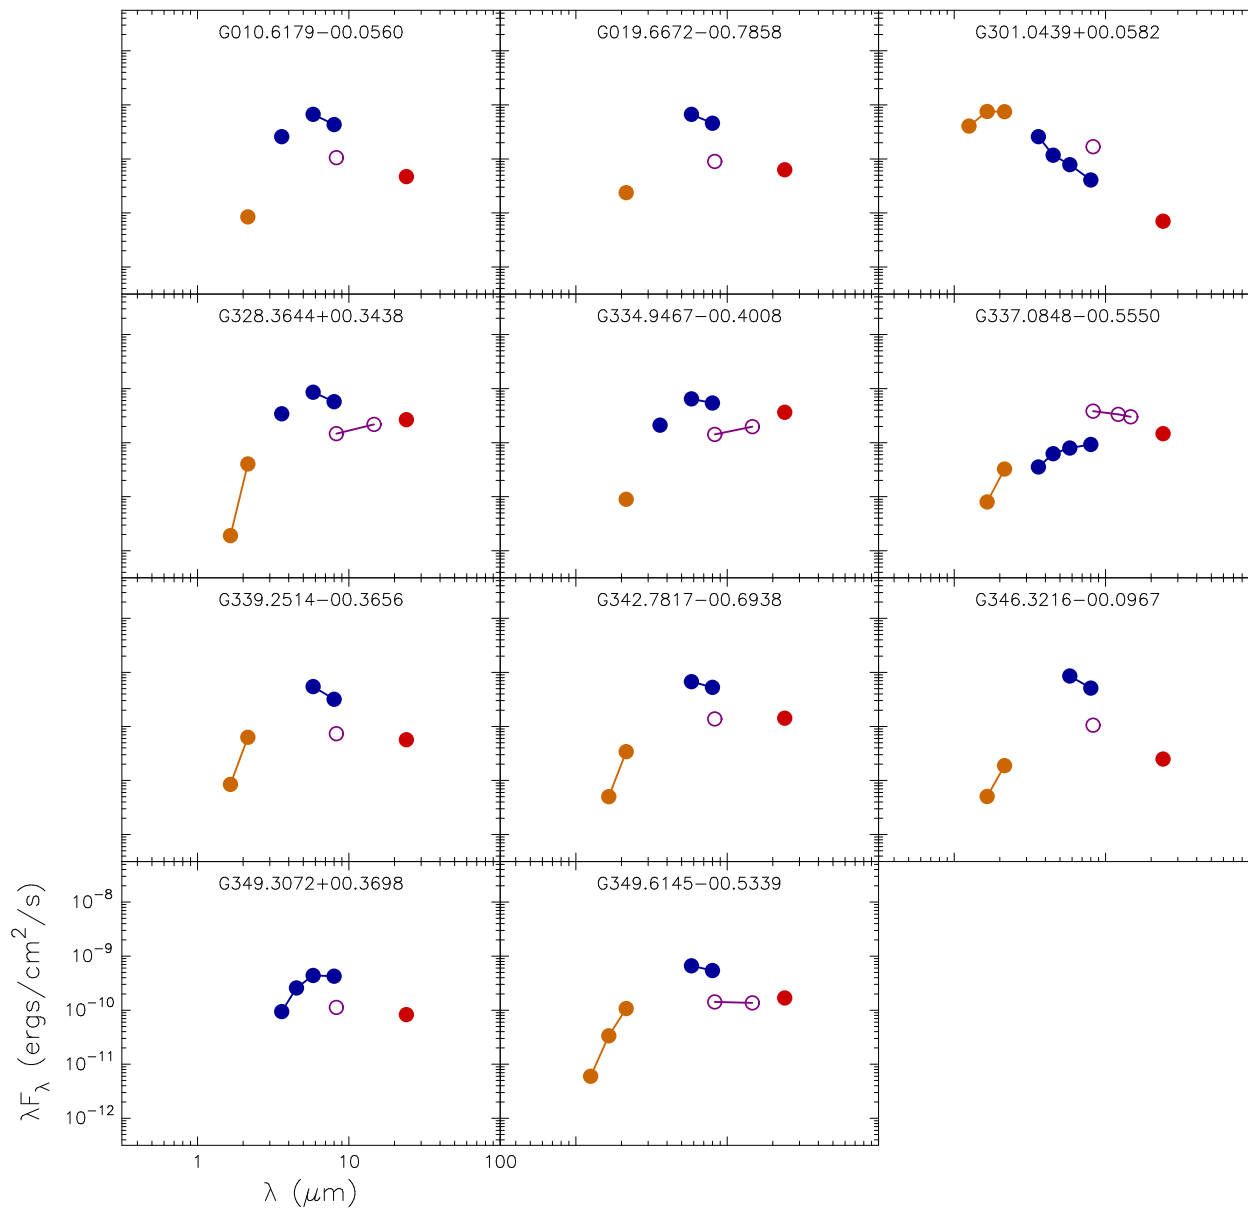 G010.6179−00.0560
G019.6672−00.7858
G301.0439+00.0582
G328.3644+00.3438
G334.9467−00.4008
G337.0848−00.5550
G339.2514−00.3656
G342.7817−00.6938
G346.3216−00.0967
G349.3072+00.3698
G349.6145−00.5339
10⁻⁸
10⁻⁹
10⁻¹⁰
10⁻¹¹
10⁻¹²
λF_λ (ergs/cm²/s)
1 10 100
λ (μm)